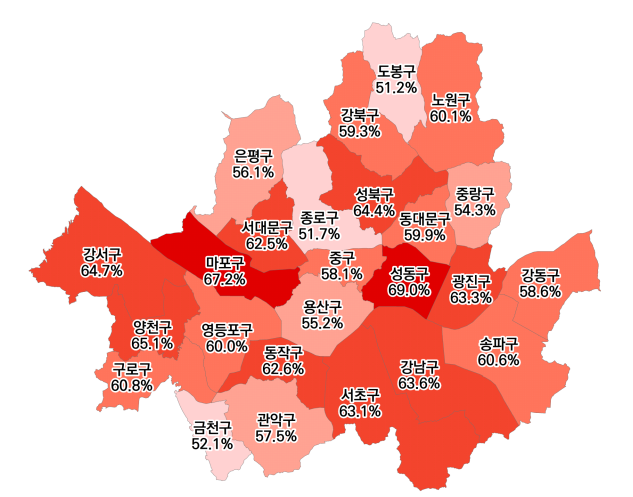 도봉구
51.2%
노원구
60.1%
강북구
59.3%
은평구
56.1%
성북구
64.4%
중랑구
54.3%
종로구
51.7%
동대문구
59.9%
서대문구
62.5%
강서구
64.7%
마포구
67.2%
중구
58.1%
성동구
69.0%
광진구
63.3%
강동구
58.6%
용산구
55.2%
양천구
65.1%
영등포구
60.0%
송파구
60.6%
동작구
62.6%
강남구
63.6%
구로구
60.8%
서초구
63.1%
금천구
52.1%
관악구
57.5%